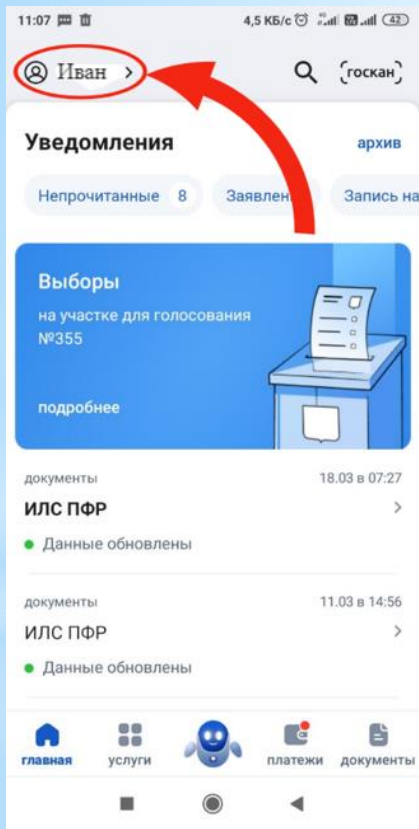 11:07 4,5 КБ/с 42
Иван >
(госкан)
Уведомления архив
Непрочитанные 8 Запись на
Выборы
на участке для голосования
№355
подробнее
документы 18.03 в 07:27
ИЛС ПФР
Данные обновлены
документы 11.03 в 14:56
ИЛС ПФР
Данные обновлены
главная услуги платежи документы